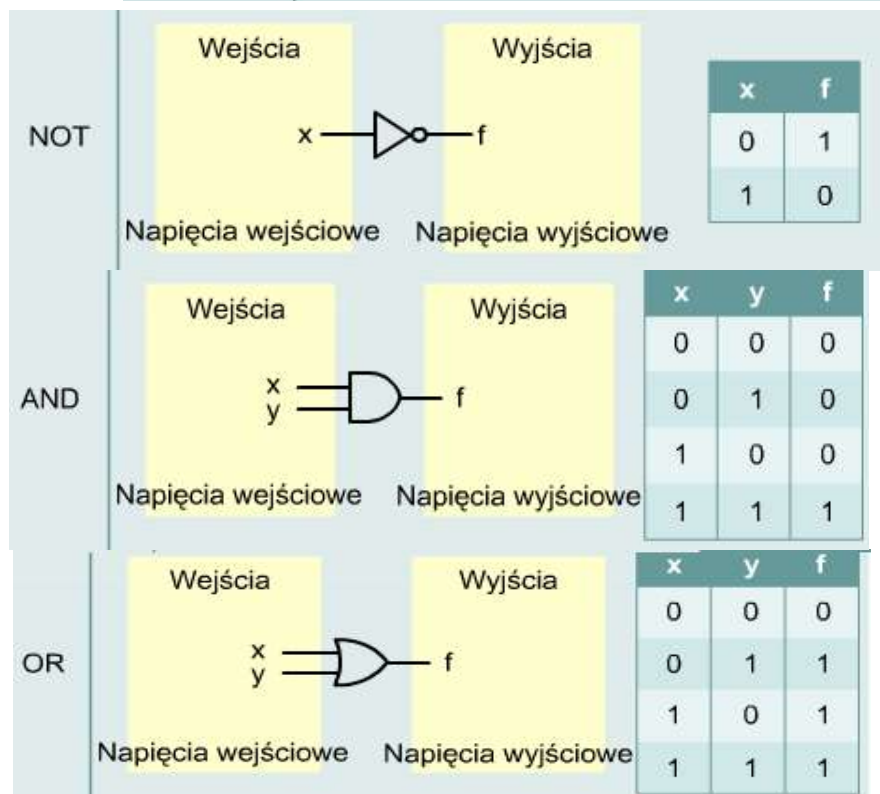 Wejścia Wyjścia
NOT
x f
Napięcia wejściowe Napięcia wyjściowe
x f
0 1
1 0
Wejścia Wyjścia
AND
x
y
f
Napięcia wejściowe Napięcia wyjściowe
x y f
0 0 0
0 1 0
1 0 0
1 1 1
Wejścia Wyjścia
OR
x
y
f
Napięcia wejściowe Napięcia wyjściowe
x y f
0 0 0
0 1 1
1 0 1
1 1 1